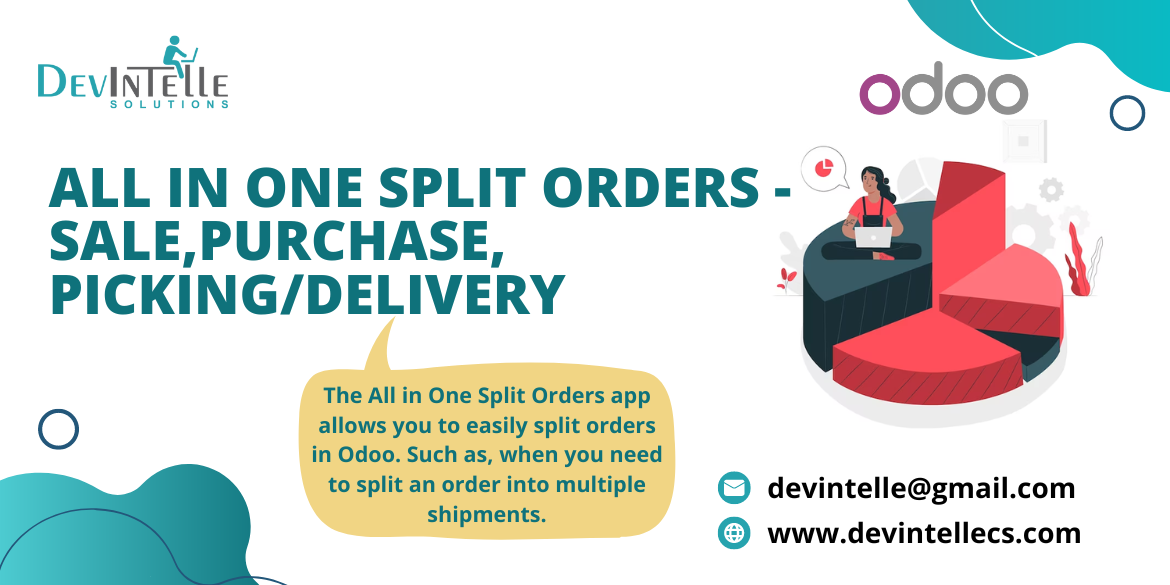 DEVINTELLE
SOLUTIONS
odoo
ALL IN ONE SPLIT ORDERS -
SALE,PURCHASE,
PICKING/DELIVERY
The All in One Split Orders app
allows you to easily split orders
in Odoo. Such as, when you need
to split an order into multiple
shipments.
devintelle@gmail.com
www.devintellecs.com